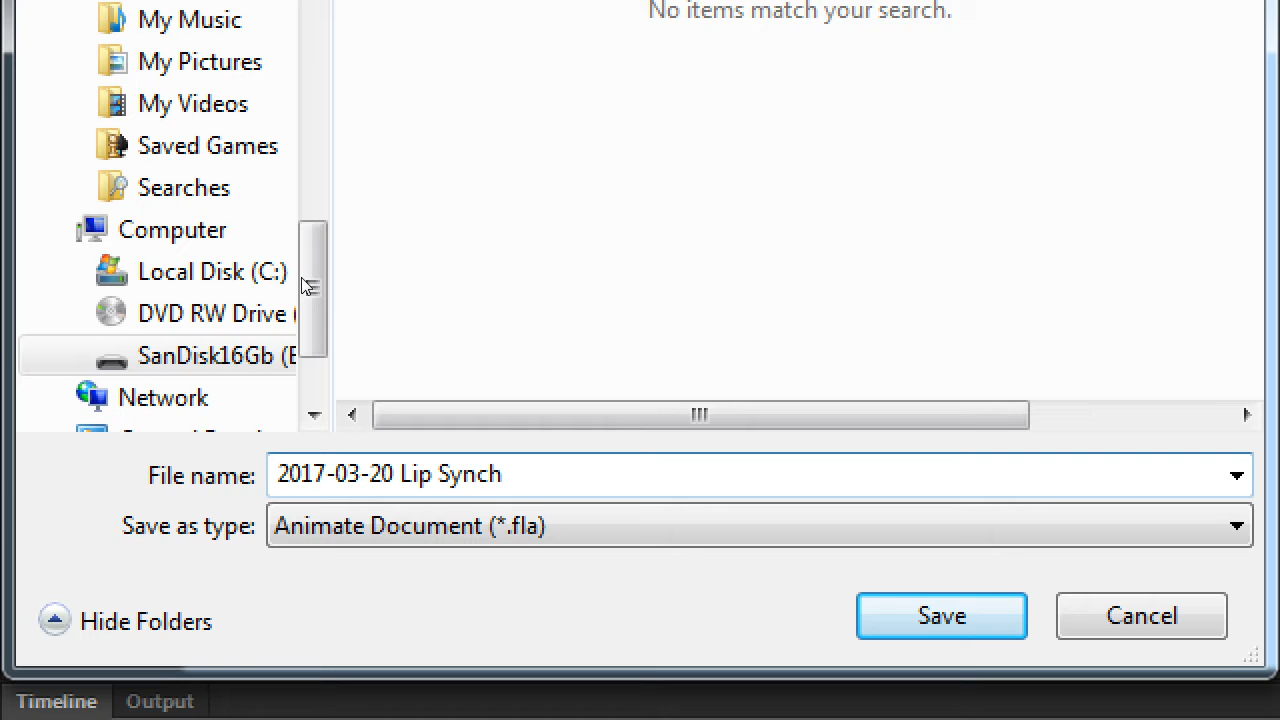 No items match your search.
My Music
My Pictures
My Videos
Saved Games
Searches
Computer
Local Disk (C:)
DVD RW Drive (
SanDisk16Gb (E
Network
File name: 2017-03-20 Lip Synch
Save as type: Animate Document (*.fla)
Hide Folders
Save
Cancel
Timeline
Output